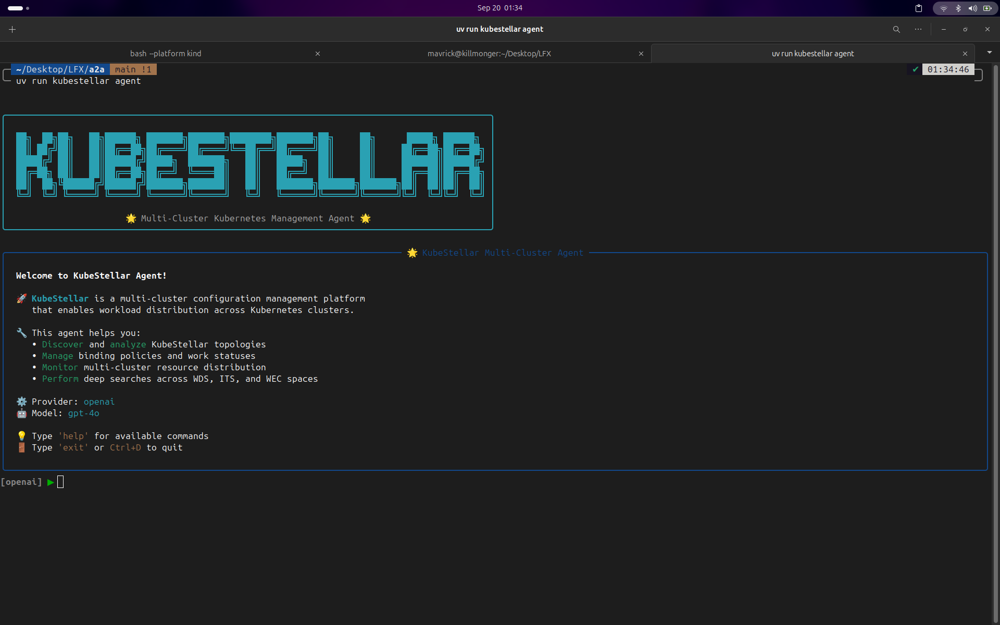 Sep 20 01:34
uv run kubestellar agent
bash --platform kind
mavrick@killmonger:~/Desktop/LFX
uv run kubestellar agent
~/Desktop/LFX/a2a main !1
✔ 01:34:46
uv run kubestellar agent
KUBESTELLAR
🌟 Multi-Cluster Kubernetes Management Agent 🌟
🌟 KubeStellar Multi-Cluster Agent
Welcome to KubeStellar Agent!
🚀 KubeStellar is a multi-cluster configuration management platform
that enables workload distribution across Kubernetes clusters.
🔧 This agent helps you:
• Discover and analyze KubeStellar topologies
• Manage binding policies and work statuses
• Monitor multi-cluster resource distribution
• Perform deep searches across WDS, ITS, and WEC spaces
⚙️ Provider: openai
🤖 Model: gpt-4o
💡 Type 'help' for available commands
🚪 Type 'exit' or Ctrl+D to quit
[openai] ▶